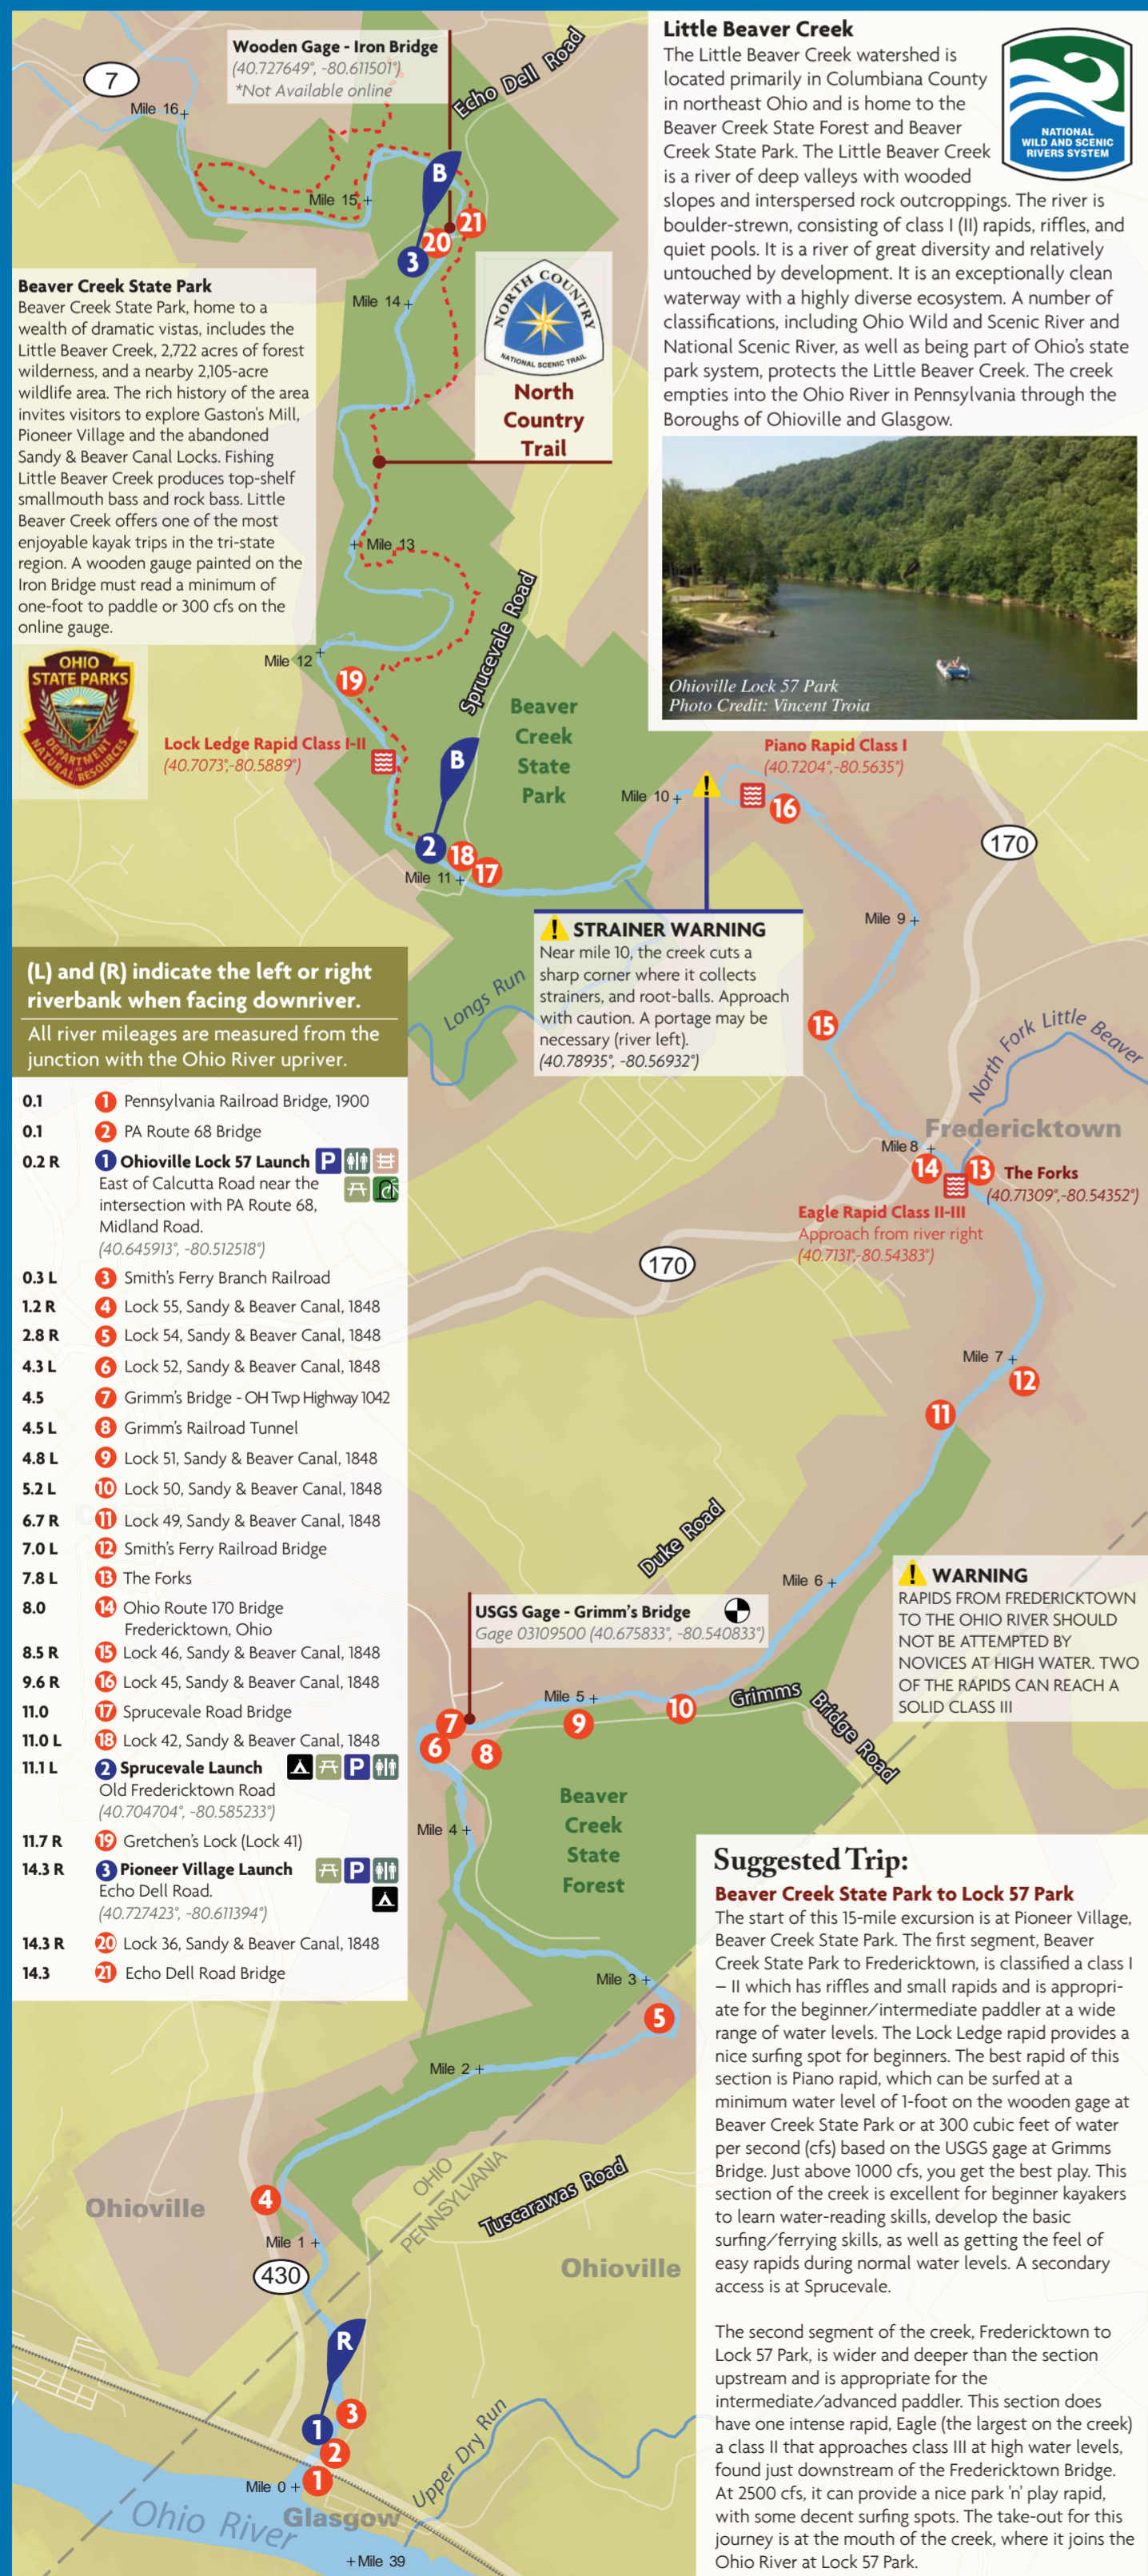 Wooden Gage - Iron Bridge
(40.727649°, -80.611501°)
*Not Available online
Echo Dell Road
7
Mile 16
Mile 15
B
21
20
3
Mile 14
Little Beaver Creek
The Little Beaver Creek watershed is
located primarily in Columbiana County
in northeast Ohio and is home to the
Beaver Creek State Forest and Beaver
Creek State Park. The Little Beaver Creek
is a river of deep valleys with wooded
slopes and interspersed rock outcroppings. The river is
boulder-strewn, consisting of class I (II) rapids, riffles, and
quiet pools. It is a river of great diversity and relatively
untouched by development. It is an exceptionally clean
waterway with a highly diverse ecosystem. A number of
classifications, including Ohio Wild and Scenic River and
National Scenic River, as well as being part of Ohio's state
park system, protects the Little Beaver Creek. The creek
empties into the Ohio River in Pennsylvania through the
Boroughs of Ohioville and Glasgow.
NATIONAL
WILD AND SCENIC
RIVERS SYSTEM
Ohioville Lock 57 Park
Photo Credit: Vincent Troia
Beaver Creek State Park
Beaver Creek State Park, home to a
wealth of dramatic vistas, includes the
Little Beaver Creek, 2,722 acres of forest
wilderness, and a nearby 2,105-acre
wildlife area. The rich history of the area
invites visitors to explore Gaston's Mill,
Pioneer Village and the abandoned
Sandy & Beaver Canal Locks. Fishing
Little Beaver Creek produces top-shelf
smallmouth bass and rock bass. Little
Beaver Creek offers one of the most
enjoyable kayak trips in the tri-state
region. A wooden gauge painted on the
Iron Bridge must read a minimum of
one-foot to paddle or 300 cfs on the
online gauge.
NORTH COUNTRY
NATIONAL SCENIC TRAIL
North
Country
Trail
Mile 13
Sprucevale Road
Mile 12
19
OHIO
STATE PARKS
DEPARTMENT
NATURAL OF RESOURCES
Lock Ledge Rapid Class I-II
(40.7073°,-80.5889°)
Beaver
Creek
State
Park
B
2
18
17
Mile 11
Mile 10
Piano Rapid Class I
(40.7204°,-80.5635°)
16
170
Mile 9
STRAINER WARNING
Near mile 10, the creek cuts a
sharp corner where it collects
strainers, and root-balls. Approach
with caution. A portage may be
necessary (river left).
(40.78935°, -80.56932°)
Longs Run
15
North Fork Little Beaver
Fredericktown
Mile 8
14
13
The Forks
(40.71309°,-80.54352°)
Eagle Rapid Class II-III
Approach from river right
(40.7131°,-80.54383°)
170
Mile 7
12
11
(L) and (R) indicate the left or right
riverbank when facing downriver.
All river mileages are measured from the
junction with the Ohio River upriver.
0.1 1 Pennsylvania Railroad Bridge, 1900
0.1 2 PA Route 68 Bridge
0.2 R 1 Ohioville Lock 57 Launch P
East of Calcutta Road near the
intersection with PA Route 68,
Midland Road.
(40.645913°, -80.512518°)
0.3 L 3 Smith's Ferry Branch Railroad
1.2 R 4 Lock 55, Sandy & Beaver Canal, 1848
2.8 R 5 Lock 54, Sandy & Beaver Canal, 1848
4.3 L 6 Lock 52, Sandy & Beaver Canal, 1848
4.5 7 Grimm's Bridge - OH Twp Highway 1042
4.5 L 8 Grimm's Railroad Tunnel
4.8 L 9 Lock 51, Sandy & Beaver Canal, 1848
5.2 L 10 Lock 50, Sandy & Beaver Canal, 1848
6.7 R 11 Lock 49, Sandy & Beaver Canal, 1848
7.0 L 12 Smith's Ferry Railroad Bridge
7.8 L 13 The Forks
8.0 14 Ohio Route 170 Bridge
Fredericktown, Ohio
8.5 R 15 Lock 46, Sandy & Beaver Canal, 1848
9.6 R 16 Lock 45, Sandy & Beaver Canal, 1848
11.0 17 Sprucevale Road Bridge
11.0 L 18 Lock 42, Sandy & Beaver Canal, 1848
11.1 L 2 Sprucevale Launch P
Old Fredericktown Road
(40.704704°, -80.585233°)
11.7 R 19 Gretchen's Lock (Lock 41)
14.3 R 3 Pioneer Village Launch P
Echo Dell Road.
(40.727423°, -80.611394°)
14.3 R 20 Lock 36, Sandy & Beaver Canal, 1848
14.3 21 Echo Dell Road Bridge
Duke Road
Mile 6
WARNING
RAPIDS FROM FREDERICKTOWN
TO THE OHIO RIVER SHOULD
NOT BE ATTEMPTED BY
NOVICES AT HIGH WATER. TWO
OF THE RAPIDS CAN REACH A
SOLID CLASS III
USGS Gage - Grimm's Bridge
Gage 03109500 (40.675833°, -80.540833°)
Mile 5
Grimms Bridge Road
10
9
7
6
8
Beaver
Creek
State
Forest
Mile 4
Mile 3
5
Mile 2
OHIO
PENNSYLVANIA
Tuscarawas Road
Ohioville
4
Mile 1
430
Ohioville
R
3
1
2
1
Mile 0
Upper Dry Run
Glasgow
Ohio River
Mile 39
Suggested Trip:
Beaver Creek State Park to Lock 57 Park
The start of this 15-mile excursion is at Pioneer Village,
Beaver Creek State Park. The first segment, Beaver
Creek State Park to Fredericktown, is classified a class I
– II which has riffles and small rapids and is appropri-
ate for the beginner/intermediate paddler at a wide
range of water levels. The Lock Ledge rapid provides a
nice surfing spot for beginners. The best rapid of this
section is Piano rapid, which can be surfed at a
minimum water level of 1-foot on the wooden gage at
Beaver Creek State Park or at 300 cubic feet of water
per second (cfs) based on the USGS gage at Grimms
Bridge. Just above 1000 cfs, you get the best play. This
section of the creek is excellent for beginner kayakers
to learn water-reading skills, develop the basic
surfing/ferrying skills, as well as getting the feel of
easy rapids during normal water levels. A secondary
access is at Sprucevale.
The second segment of the creek, Fredericktown to
Lock 57 Park, is wider and deeper than the section
upstream and is appropriate for the
intermediate/advanced paddler. This section does
have one intense rapid, Eagle (the largest on the creek)
a class II that approaches class III at high water levels,
found just downstream of the Fredericktown Bridge.
At 2500 cfs, it can provide a nice park 'n' play rapid,
with some decent surfing spots. The take-out for this
journey is at the mouth of the creek, where it joins the
Ohio River at Lock 57 Park.